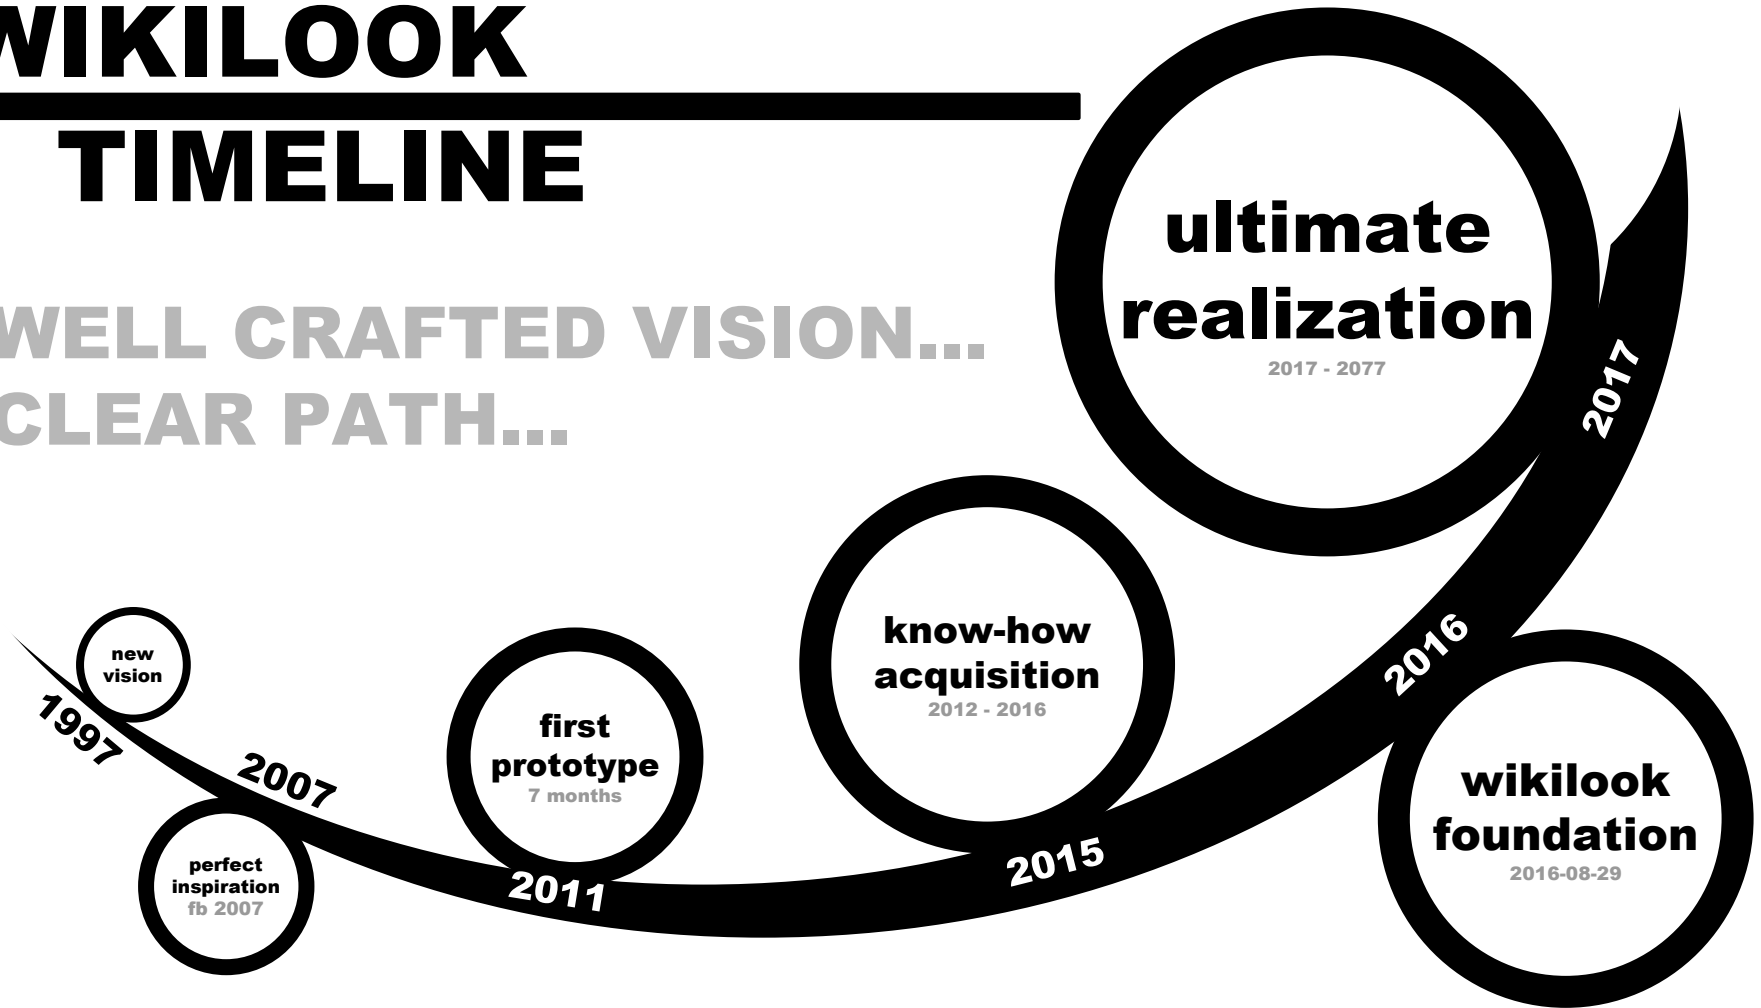 WIKILOOK
TIMELINE
WELL CRAFTED VISION...
CLEAR PATH...
ultimate
realization
2017 - 2077
2017
know-how
acquisition
2012 - 2016
2016
new
vision
1997
2007
first
prototype
7 months
wikilook
foundation
2016-08-29
perfect
inspiration
fb 2007
2011
2015